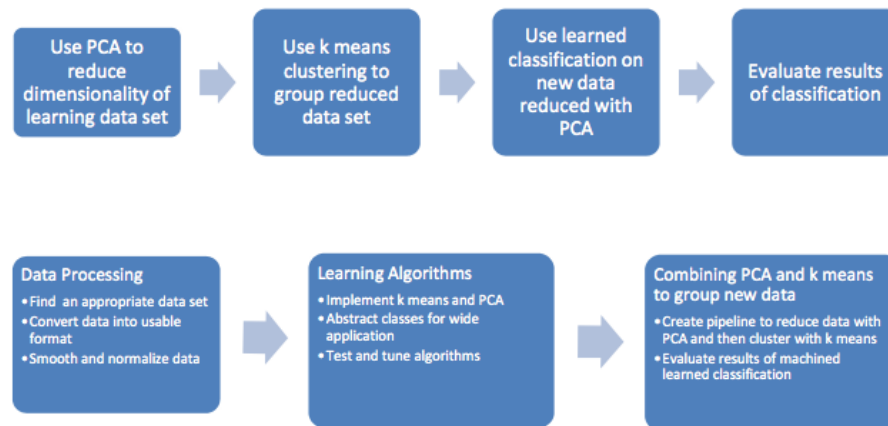 Use PCA to
reduce
dimensionality of
learning data set
Use k means
clustering to
group reduced
data set
Use learned
classification on
new data
reduced with
PCA
Evaluate results
of classification
Data Processing
•Find an appropriate data set
•Convert data into usable
format
•Smooth and normalize data
Learning Algorithms
•Implement k means and PCA
•Abstract classes for wide
application
•Test and tune algorithms
Combining PCA and k means
to group new data
•Create pipeline to reduce data with
PCA and then cluster with k means
•Evaluate results of machined
learned classification